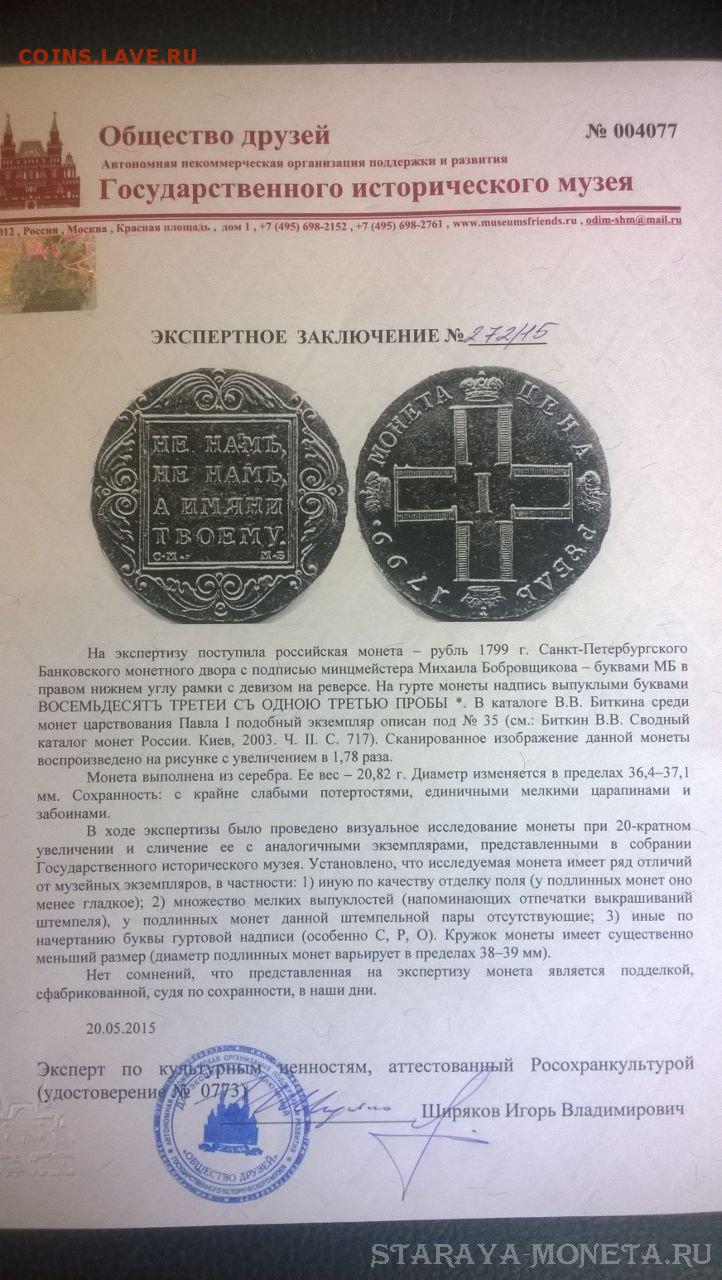 COINS.LAVE.RU
Общество друзей
№ 004077
Автономная некоммерческая организация поддержки и развития
Государственного исторического музея
012 , Россия , Москва , Красная площадь , дом 1 , +7 (495) 698-2152 , +7 (495) 698-2761 , www.museumsfriends.ru , odim-shm@mail.ru
ЭКСПЕРТНОЕ ЗАКЛЮЧЕНИЕ № 272/15
НЕ НАМЪ,
НЕ НАМЪ,
А ИМЯНИ
ТВОЕМУ.
С·М· М·Б
МОНЕТА ЦЕНА РУБЛЬ 1799.
I
На экспертизу поступила российская монета – рубль 1799 г. Санкт-Петербургского
Банковского монетного двора с подписью минцмейстера Михаила Бобровщикова – буквами МБ в
правом нижнем углу рамки с девизом на реверсе. На гурте монеты надпись выпуклыми буквами
ВОСЕМЬДЕСЯТЪ ТРЕТЕИ СЪ ОДНОЮ ТРЕТЬЮ ПРОБЫ *. В каталоге В.В. Биткина среди
монет царствования Павла I подобный экземпляр описан под № 35 (см.: Биткин В.В. Сводный
каталог монет России. Киев, 2003. Ч. II. С. 717). Сканированное изображение данной монеты
воспроизведено на рисунке с увеличением в 1,78 раза.
Монета выполнена из серебра. Ее вес – 20,82 г. Диаметр изменяется в пределах 36,4–37,1
мм. Сохранность: с крайне слабыми потертостями, единичными мелкими царапинами и
забоинами.
В ходе экспертизы было проведено визуальное исследование монеты при 20-кратном
увеличении и сличение ее с аналогичными экземплярами, представленными в собрании
Государственного исторического музея. Установлено, что исследуемая монета имеет ряд отличий
от музейных экземпляров, в частности: 1) иную по качеству отделку поля (у подлинных монет оно
менее гладкое); 2) множество мелких выпуклостей (напоминающих отпечатки выкрашиваний
штемпеля), у подлинных монет данной штемпельной пары отсутствующие; 3) иные по
начертанию буквы гуртовой надписи (особенно С, Р, О). Кружок монеты имеет существенно
меньший размер (диаметр подлинных монет варьирует в пределах 38–39 мм).
Нет сомнений, что представленная на экспертизу монета является подделкой,
сфабрикованной, судя по сохранности, в наши дни.
20.05.2015
Эксперт по культурным ценностям, аттестованный Росохранкультурой
(удостоверение № 0773)
Ширяков Игорь Владимирович
«ОБЩЕСТВО ДРУЗЕЙ»
ГОСУДАРСТВЕННОГО ИСТОРИЧЕСКОГО МУЗЕЯ
STARAYA-MONETA.RU